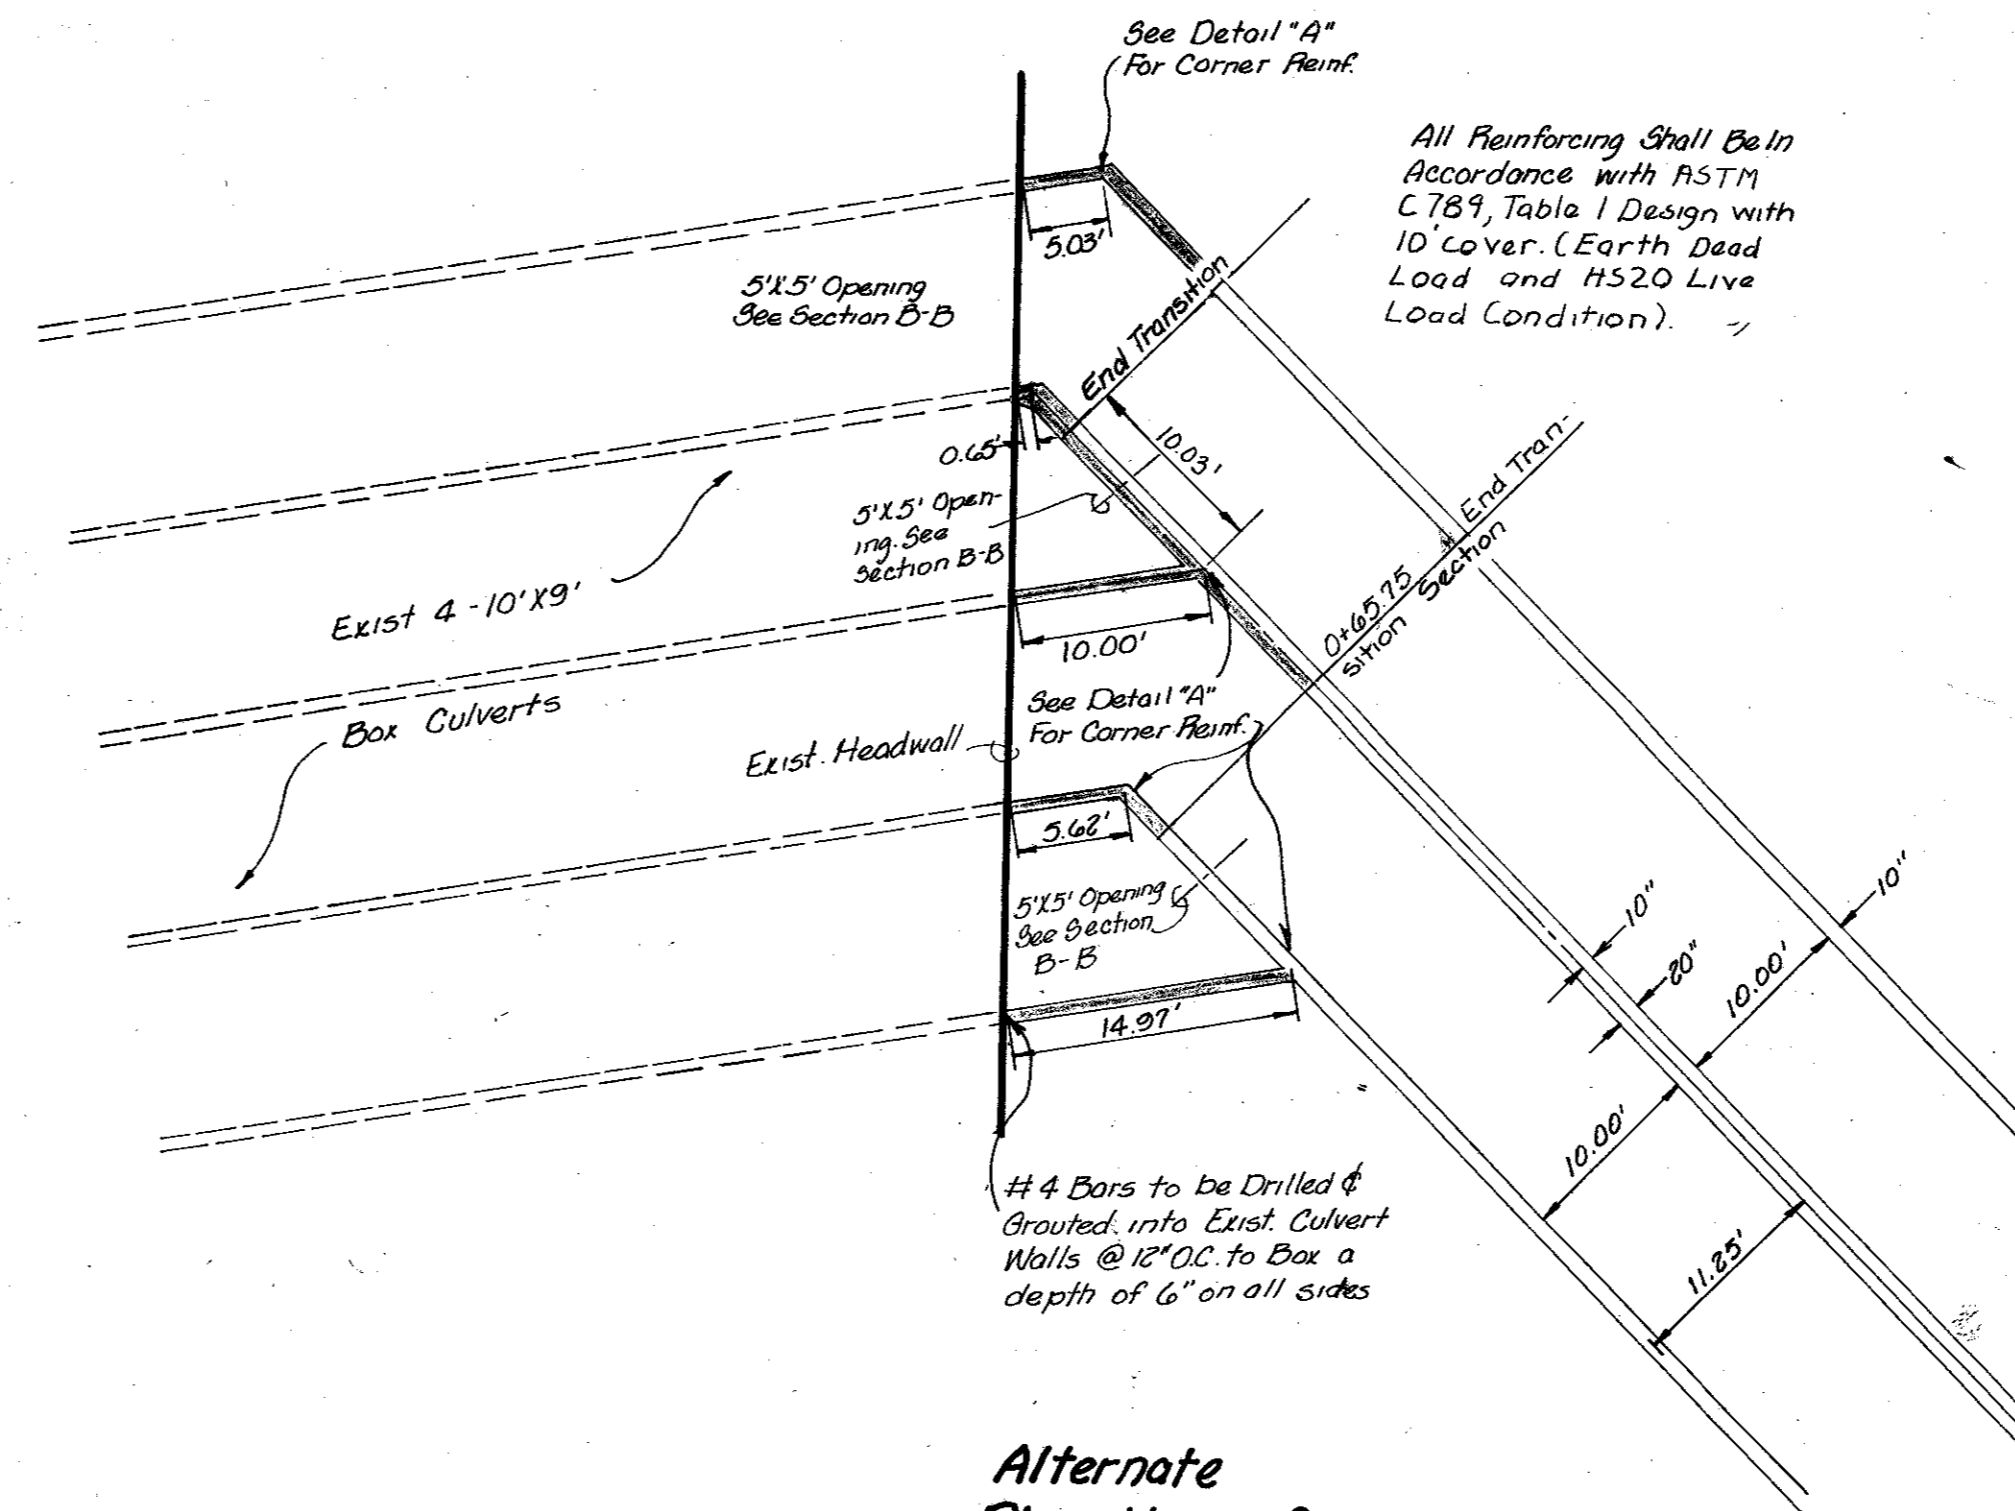 See Detail "A"
For Corner Reinf.
All Reinforcing Shall Be In
Accordance with ASTM
C789, Table 1 Design with
10' cover. (Earth Dead
Load and HS20 Live
Load Condition).
5.03'
5'X5' Opening
See Section B-B
End Transition
0.65'
10.03'
5'X5' Open-
ing. See
Section B-B
End Tran-
sition Section
0+65.75
Exist 4 - 10'X9'
Box Culverts
10.00'
See Detail "A"
For Corner Reinf.
Exist. Headwall
5.62'
5'X5' Opening
See Section
B-B
14.97'
10"
10"
20"
10.00'
10.00'
11.25'
#4 Bars to be Drilled &
Grouted into Exist. Culvert
Walls @ 12" O.C. to Box a
depth of 6" on all sides
Alternate